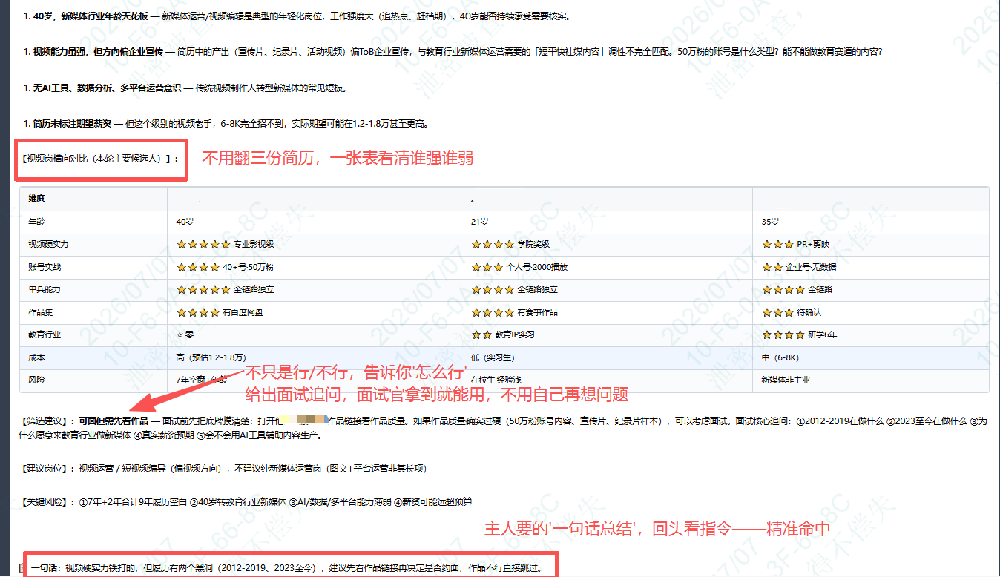 1. 40岁，新媒体行业年龄天花板 — 新媒体运营/视频编辑是典型的年轻化岗位，工作强度大（追热点、赶档期），40岁能否持续承受需要核实。
1. 视频能力虽强，但方向偏企业宣传 — 简历中的产出（宣传片、纪录片、活动视频）偏ToB企业宣传，与教育行业新媒体运营需要的「短平快社媒内容」调性不完全匹配。50万粉的账号是什么类型？能不能做教育赛道的内容？
1. 无AI工具、数据分析、多平台运营意识 — 传统视频制作人转型新媒体的常见短板。
1. 简历未标注期望薪资 — 但这个级别的视频老手，6-8K完全招不到，实际期望可能在1.2-1.8万甚至更高。
【视频岗横向对比（本轮主要候选人）】：
不用翻三份简历，一张表看清谁强谁弱
维度
年龄 40岁 21岁 35岁
视频硬实力 ⭐⭐⭐⭐⭐ 专业影视级 ⭐⭐⭐⭐ 学院奖级 ⭐⭐⭐ PR+剪映
账号实战 ⭐⭐⭐⭐ 40+号·50万粉 ⭐⭐⭐ 个人号·2000播放 ⭐⭐ 企业号·无数据
单兵能力 ⭐⭐⭐⭐⭐ 全链路独立 ⭐⭐⭐⭐ 全链路独立 ⭐⭐⭐⭐ 全链路
作品集 ⭐⭐⭐⭐ 有百度网盘 ⭐⭐⭐⭐ 有赛事作品 ⭐⭐⭐ 待确认
教育行业 ☆ 零 ⭐⭐ 教育IP实习 ⭐⭐⭐⭐ 研学6年
成本 高（预估1.2-1.8万） 低（实习生） 中（6-8K）
风险 7年空窗+年龄 在校生·经验浅 新媒体非主业
不只是行/不行，告诉你'怎么行'
给出面试追问，面试官拿到就能用，不用自己再想问题
【筛选建议】：可面但需先看作品 — 面试前先把底牌摸清楚：打开他 作品链接看作品质量。如果作品质量确实过硬（50万粉账号内容、宣传片、纪录片样本），可以考虑面试。面试核心追问：①2012-2019在做什么 ②2023至今在做什么 ③为
什么愿意来教育行业做新媒体 ④真实薪资预期 ⑤会不会用AI工具辅助内容生产。
【建议岗位】：视频运营 / 短视频编导（偏视频方向），不建议纯新媒体运营岗（图文+平台运营非其长项）
【关键风险】：①7年+2年合计9年履历空白 ②40岁转教育行业新媒体 ③AI/数据/多平台能力薄弱 ④薪资可能远超预算
主人要的'一句话总结'，回头看指令——精准命中
一句话：视频硬实力铁打的，但履历有两个黑洞（2012-2019、2023至今），建议先看作品链接再决定是否约面，作品不行直接跳过。